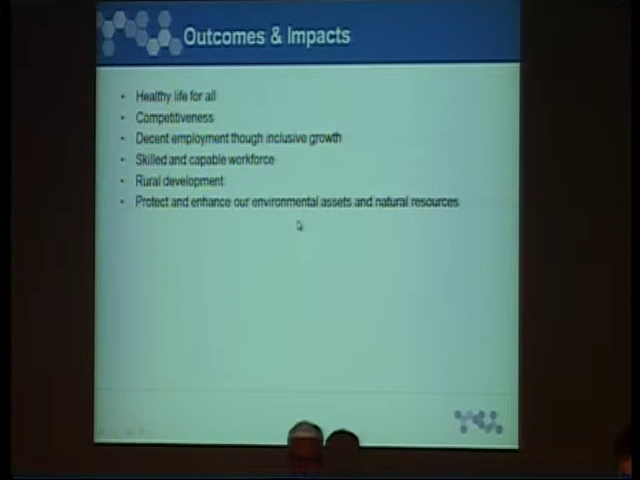 Outcomes & Impacts
• Healthy life for all
• Competitiveness
• Decent employment though inclusive growth
• Skilled and capable workforce
• Rural development
• Protect and enhance our environmental assets and natural resources